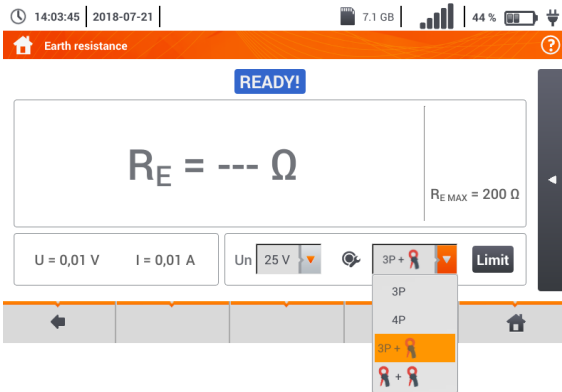 14:03:45 2018-07-21 7.1 GB 44 %
Earth resistance ?
READY!
RE = --- Ω
RE MAX = 200 Ω
U = 0,01 V I = 0,01 A Un 25 V 3P + Limit
3P
4P
3P +
+